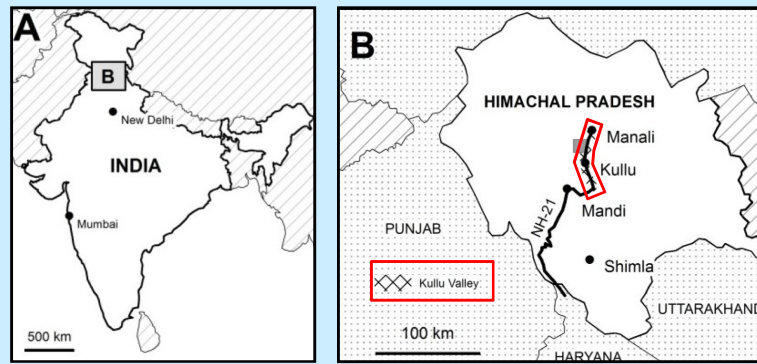 A
B
New Delhi
INDIA
Mumbai
500 km
B
HIMACHAL PRADESH
Manali
Kullu
Mandi
NH-21
PUNJAB
Shimla
Kullu Valley
UTTARAKHAND
100 km
HARYANA